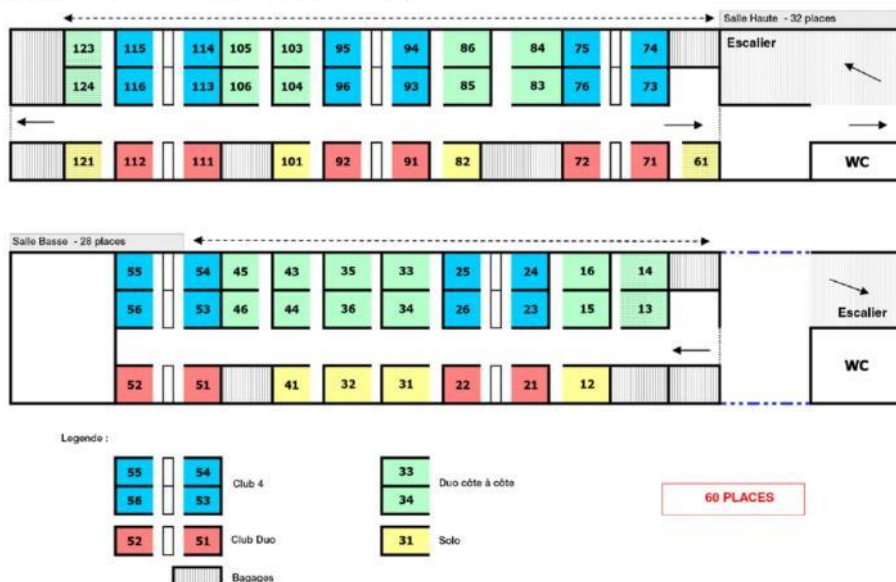 Salle Haute - 32 places
123 115 114 105 103 95 94 86 84 75 74 Escalier
124 116 113 106 104 96 93 85 83 76 73
121 112 111 101 92 91 82 72 71 61 WC
Salle Basse - 28 places
55 54 45 43 35 33 25 24 16 14
56 53 46 44 36 34 26 23 15 13 Escalier
WC
52 51 41 32 31 22 21 12
Legende :
55 54 33
Club 4 Duo côte à côte
56 53 34
60 PLACES
52 51 Club Duo 31 Solo
Bagages